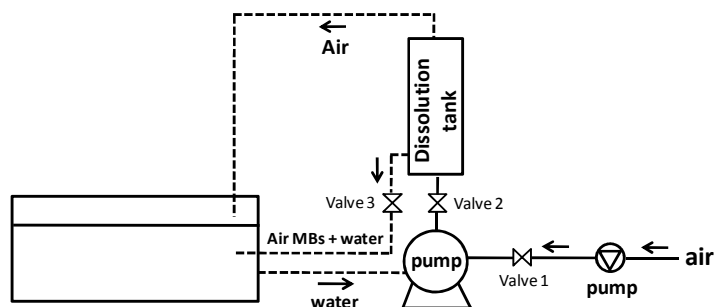 Air
Dissolution
tank
Valve 3
Valve 2
Air MBs + water
pump
air
Valve 1
pump
water